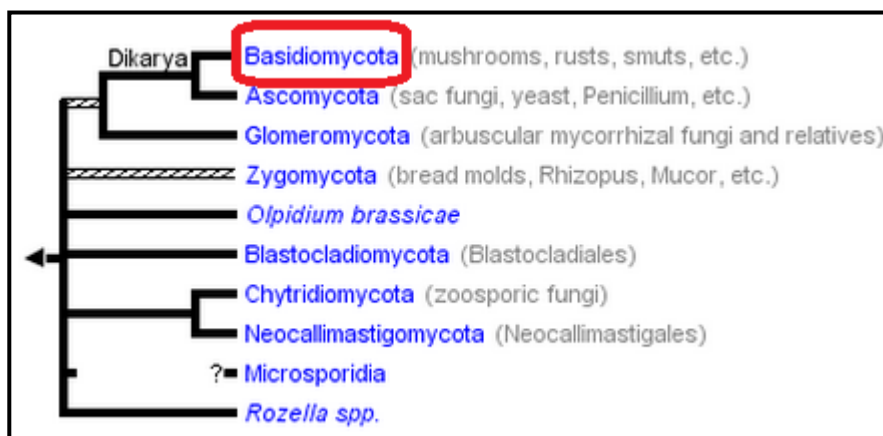 Dikarya Basidiomycota (mushrooms, rusts, smuts, etc.)
Ascomycota (sac fungi, yeast, Penicillium, etc.)
Glomeromycota (arbuscular mycorrhizal fungi and relatives)
Zygomycota (bread molds, Rhizopus, Mucor, etc.)
Olpidium brassicae
Blastocladiomycota (Blastocladiales)
Chytridiomycota (zoosporic fungi)
Neocallimastigomycota (Neocallimastigales)
? Microsporidia
Rozella spp.